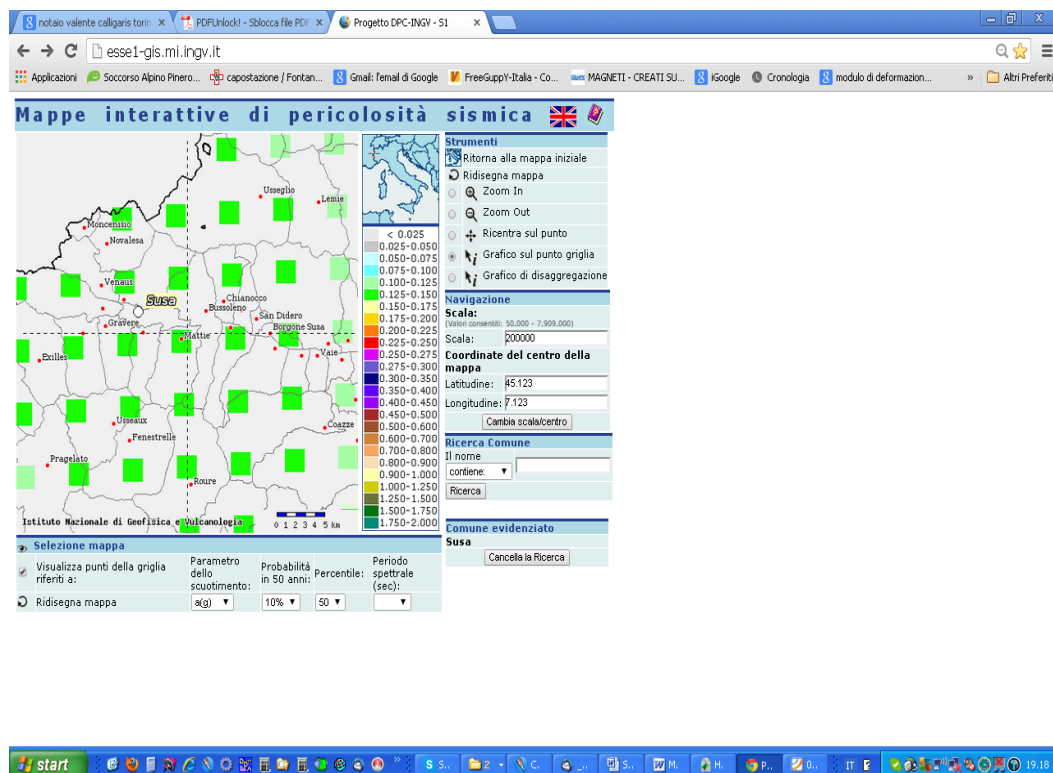 notaio valente calligaris torin
PDFUnlock! - Sblocca file PDF
Progetto DPC-INGV - S1
esse1-gis.mi.ingv.it
Applicazioni
Soccorso Alpino Pinero...
capostazione / Fontan...
Gmail: l'email di Google
FreeGuppY-Italia - Co...
MAGNETI - CREATI SU...
iGoogle
Cronologia
modulo di deformazion...
»
Altri Preferiti
Mappe interattive di pericolosità sismica
Usseglio
Lemie
Moncenisio
Novalesa
Venaus
Susa
Chianocco
Bussoleno
San Didero
Gravere
Borgone Susa
Mattie
Vaie
Exilles
Usseaux
Coazze
Fenestrelle
Pragelato
Roure
Istituto Nazionale di Geofisica e Vulcanologia
0 1 2 3 4 5 km
< 0.025
0.025-0.050
0.050-0.075
0.075-0.100
0.100-0.125
0.125-0.150
0.150-0.175
0.175-0.200
0.200-0.225
0.225-0.250
0.250-0.275
0.275-0.300
0.300-0.350
0.350-0.400
0.400-0.450
0.450-0.500
0.500-0.600
0.600-0.700
0.700-0.800
0.800-0.900
0.900-1.000
1.000-1.250
1.250-1.500
1.500-1.750
1.750-2.000
Strumenti
Ritorna alla mappa iniziale
Ridisegna mappa
Zoom In
Zoom Out
Ricentra sul punto
Grafico sul punto griglia
Grafico di disaggregazione
Navigazione
Scala:
(Valori consentiti: 50.000 - 7.909.000)
Scala: 200000
Coordinate del centro della
mappa
Latitudine: 45.123
Longitudine: 7.123
Cambia scala/centro
Ricerca Comune
Il nome
contiene:
Ricerca
Comune evidenziato
Susa
Cancella la Ricerca
Selezione mappa
Visualizza punti della griglia
riferiti a:
Parametro
dello
scuotimento:
Probabilità
in 50 anni:
Percentile:
Periodo
spettrale
(sec):
Ridisegna mappa
a(g)
10%
50
start
»
S..
2
C.
..
S..
M.
H.
P..
0..
IT
19.18